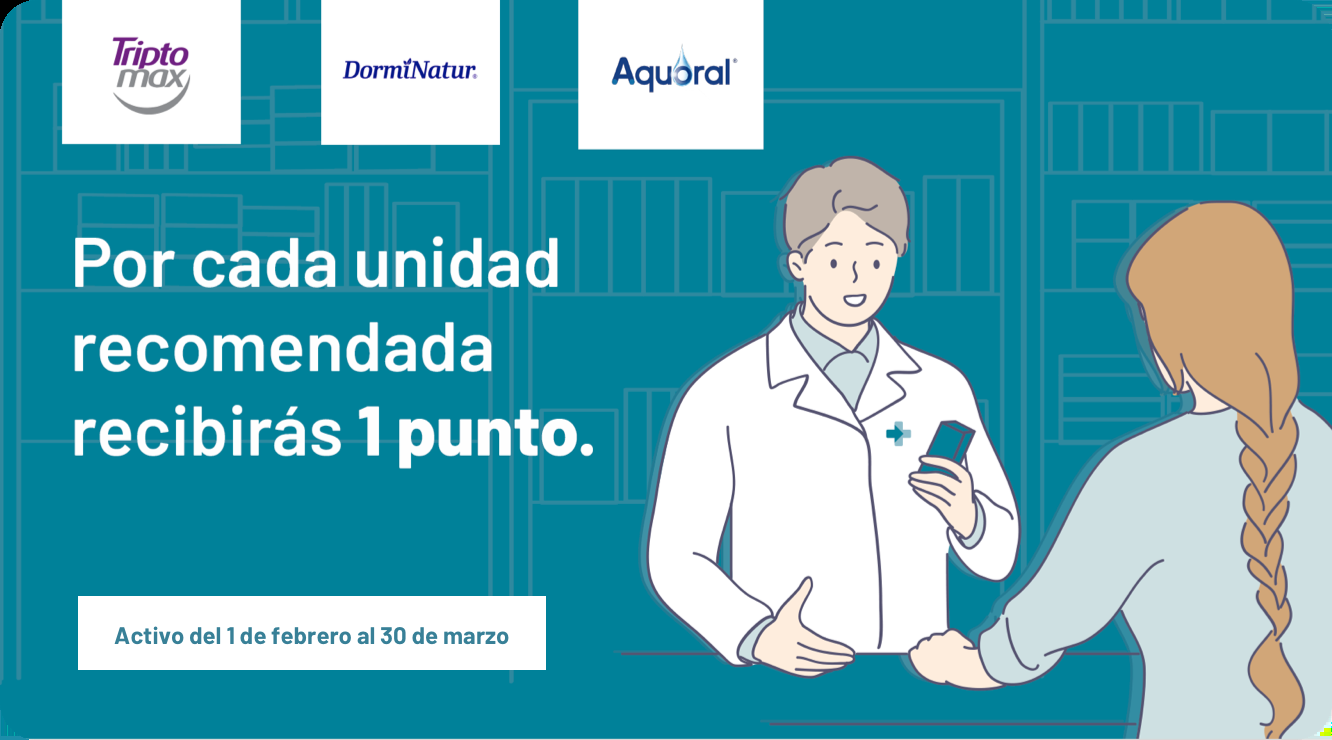 Tripto
max
DormiNatur®
Aquoral®
Por cada unidad
recomendada
recibirás 1 punto.
Activo del 1 de febrero al 30 de marzo